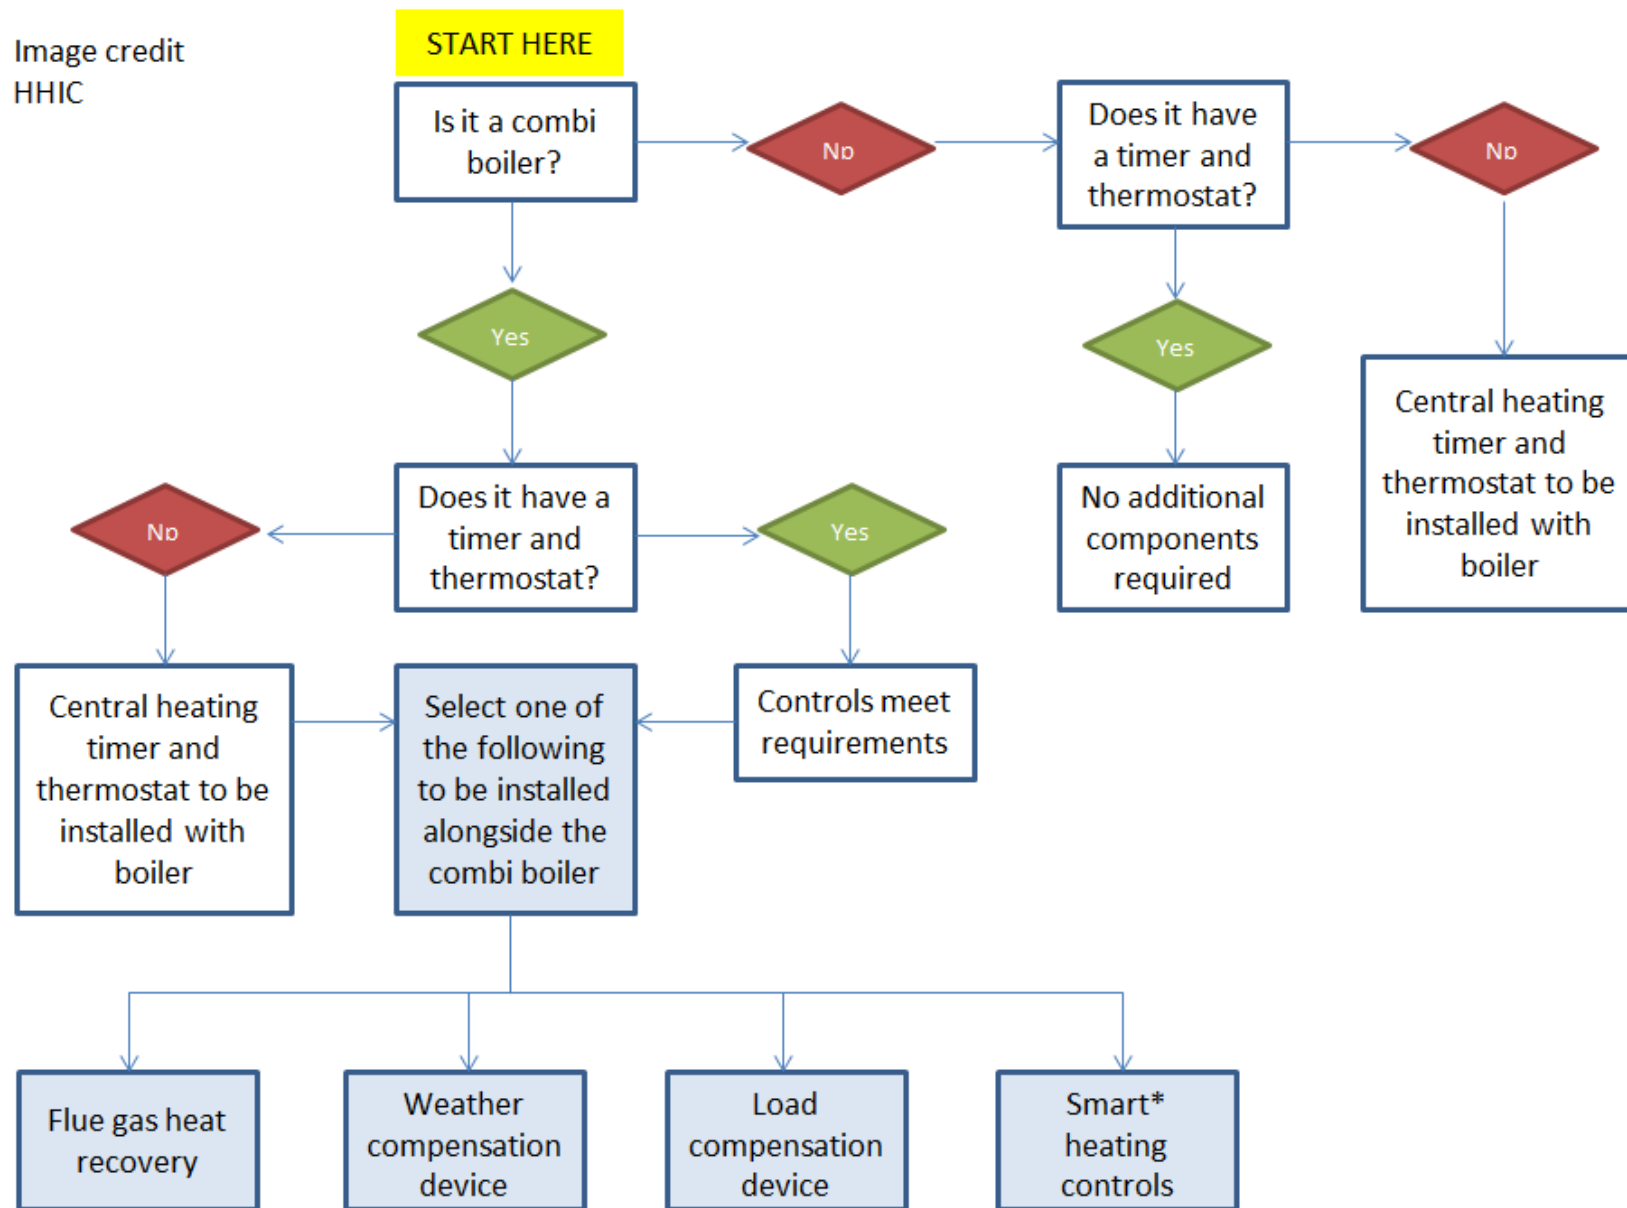 Image credit
HHIC
START HERE
Is it a combi
boiler?
No
Does it have
a timer and
thermostat?
No
Yes
Yes
Central heating
timer and
thermostat to be
installed with
boiler
No
Does it have a
timer and
thermostat?
Yes
No additional
components
required
Central heating
timer and
thermostat to be
installed with
boiler
Select one of
the following
to be installed
alongside the
combi boiler
Controls meet
requirements
Flue gas heat
recovery
Weather
compensation
device
Load
compensation
device
Smart*
heating
controls